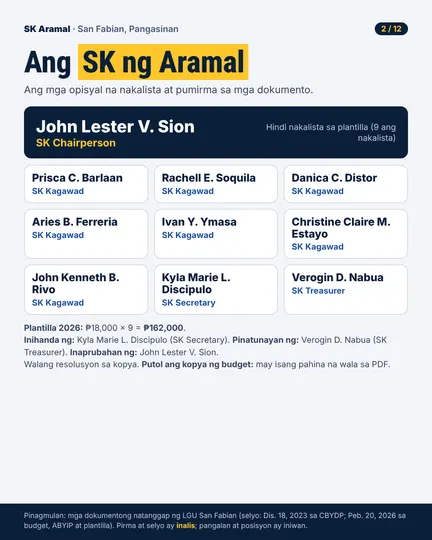 SK Aramal · San Fabian, Pangasinan
2 / 12
Ang SK ng Aramal
Ang mga opisyal na nakalista at pumirma sa mga dokumento.
John Lester V. Sion
SK Chairperson
Hindi nakalista sa plantilla (9 ang
nakalista)
Prisca C. Barlaan
SK Kagawad
Rachell E. Soquila
SK Kagawad
Danica C. Distor
SK Kagawad
Aries B. Ferreria
SK Kagawad
Ivan Y. Ymasa
SK Kagawad
Christine Claire M.
Estayo
SK Kagawad
John Kenneth B.
Rivo
SK Kagawad
Kyla Marie L.
Discipulo
SK Secretary
Verogin D. Nabua
SK Treasurer
Plantilla 2026: ₱18,000 × 9 = ₱162,000.
Inihanda ng: Kyla Marie L. Discipulo (SK Secretary). Pinatunayan ng: Verogin D. Nabua (SK
Treasurer). Inaprubahan ng: John Lester V. Sion.
Walang resolusyon sa kopya. Putol ang kopya ng budget: may isang pahina na wala sa PDF.
Pinagmulan: mga dokumentong natanggap ng LGU San Fabian (selyo: Dis. 18, 2023 sa CBYDP; Peb. 20, 2026 sa
budget, ABYIP at plantilla). Pirma at selyo ay inalis; pangalan at posisyon ay iniwan.